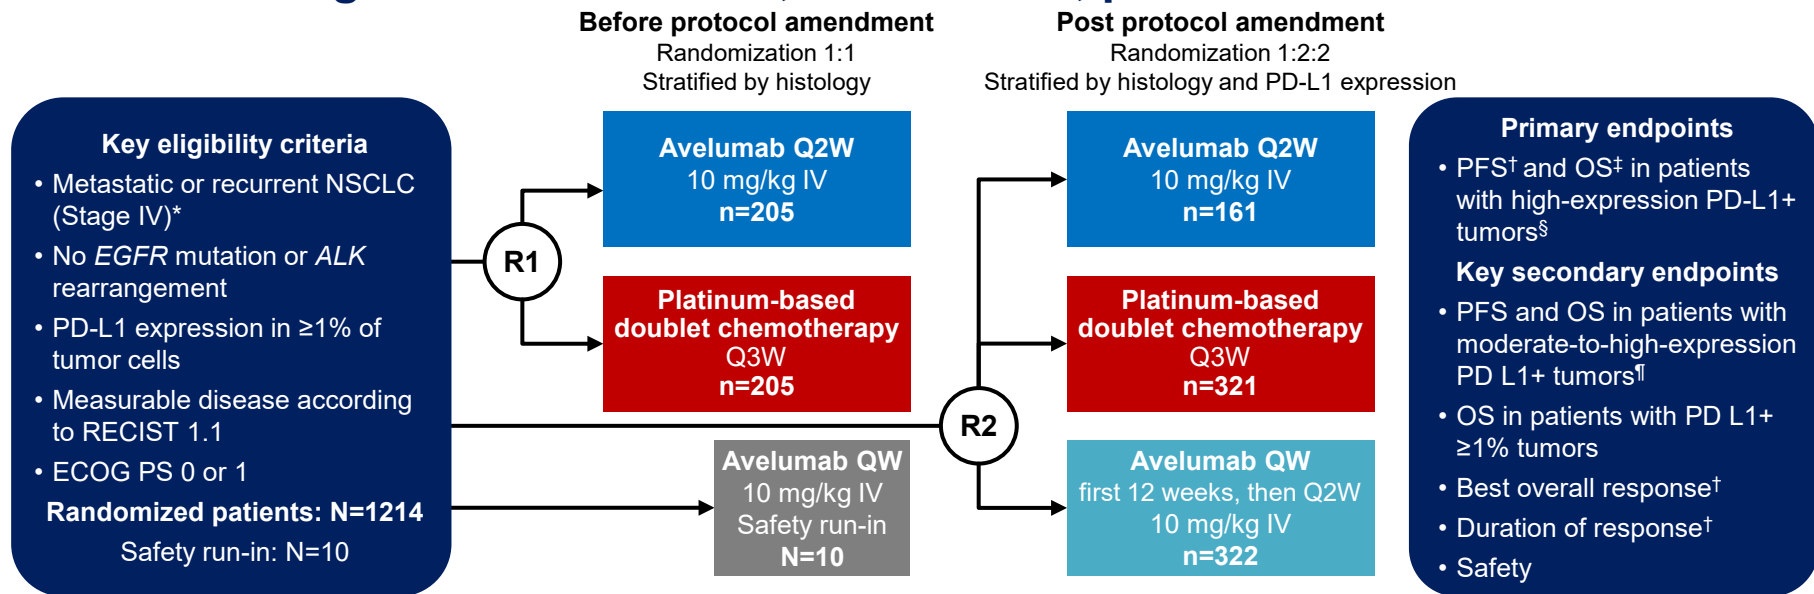 Before protocol amendment
Randomization 1:1
Stratified by histology
Post protocol amendment
Randomization 1:2:2
Stratified by histology and PD-L1 expression
Key eligibility criteria
• Metastatic or recurrent NSCLC
(Stage IV)*
• No EGFR mutation or ALK
rearrangement
• PD-L1 expression in ≥1% of
tumor cells
• Measurable disease according
to RECIST 1.1
• ECOG PS 0 or 1
Randomized patients: N=1214
Safety run-in: N=10
R1
Avelumab Q2W
10 mg/kg IV
n=205
Platinum-based
doublet chemotherapy
Q3W
n=205
Avelumab QW
10 mg/kg IV
Safety run-in
N=10
R2
Avelumab Q2W
10 mg/kg IV
n=161
Platinum-based
doublet chemotherapy
Q3W
n=321
Avelumab QW
first 12 weeks, then Q2W
10 mg/kg IV
n=322
Primary endpoints
• PFS† and OS‡ in patients
with high-expression PD-L1+
tumors§
Key secondary endpoints
• PFS and OS in patients with
moderate-to-high-expression
PD L1+ tumors¶
• OS in patients with PD L1+
≥1% tumors
• Best overall response†
• Duration of response†
• Safety